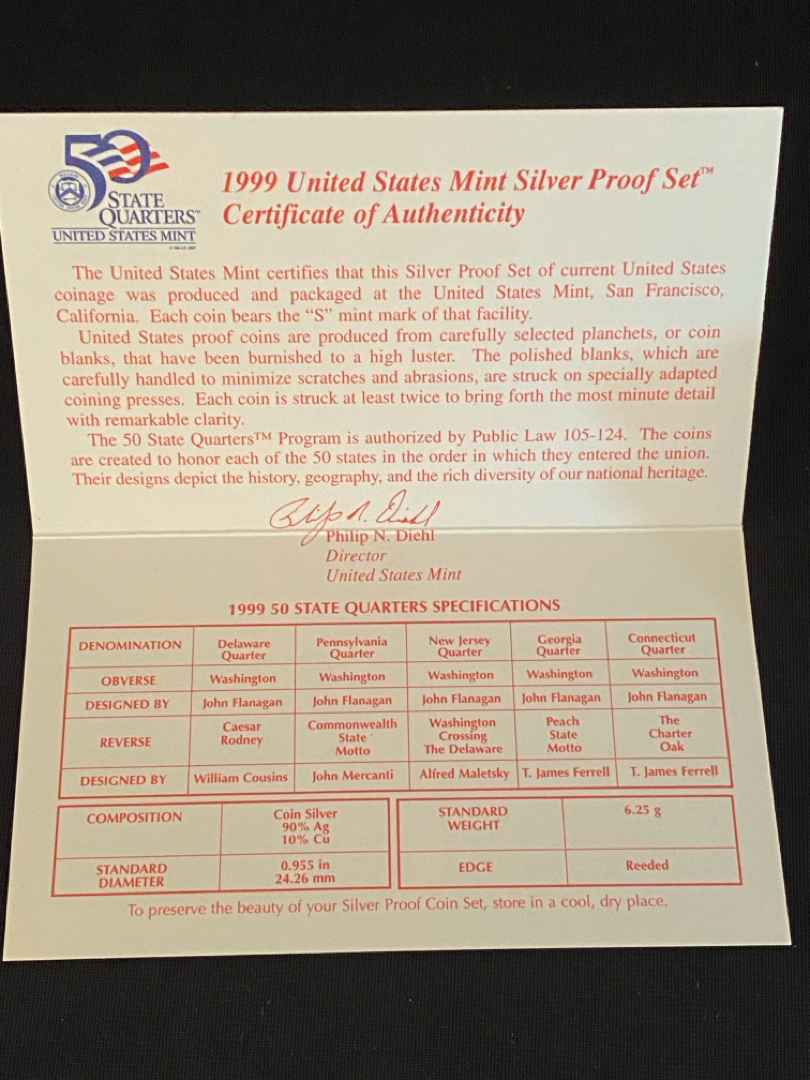 50
STATE
QUARTERS™
UNITED STATES MINT
1999 United States Mint Silver Proof Set™
Certificate of Authenticity
The United States Mint certifies that this Silver Proof Set of current United States
coinage was produced and packaged at the United States Mint, San Francisco,
California. Each coin bears the “S” mint mark of that facility.
United States proof coins are produced from carefully selected planchets, or coin
blanks, that have been burnished to a high luster. The polished blanks, which are
carefully handled to minimize scratches and abrasions, are struck on specially adapted
coining presses. Each coin is struck at least twice to bring forth the most minute detail
with remarkable clarity.
The 50 State Quarters™ Program is authorized by Public Law 105-124. The coins
are created to honor each of the 50 states in the order in which they entered the union.
Their designs depict the history, geography, and the rich diversity of our national heritage.
Philip N. Diehl
Philip N. Diehl
Director
United States Mint
1999 50 STATE QUARTERS SPECIFICATIONS
DENOMINATION Delaware Quarter Pennsylvania Quarter New Jersey Quarter Georgia Quarter Connecticut Quarter
OBVERSE Washington Washington Washington Washington Washington
DESIGNED BY John Flanagan John Flanagan John Flanagan John Flanagan John Flanagan
REVERSE Caesar Rodney Commonwealth State Motto Washington Crossing The Delaware Peach State Motto The Charter Oak
DESIGNED BY William Cousins John Mercanti Alfred Maletsky T. James Ferrell T. James Ferrell
COMPOSITION Coin Silver 90% Ag 10% Cu STANDARD WEIGHT 6.25 g
STANDARD DIAMETER 0.955 in 24.26 mm EDGE Reeded
To preserve the beauty of your Silver Proof Coin Set, store in a cool, dry place.